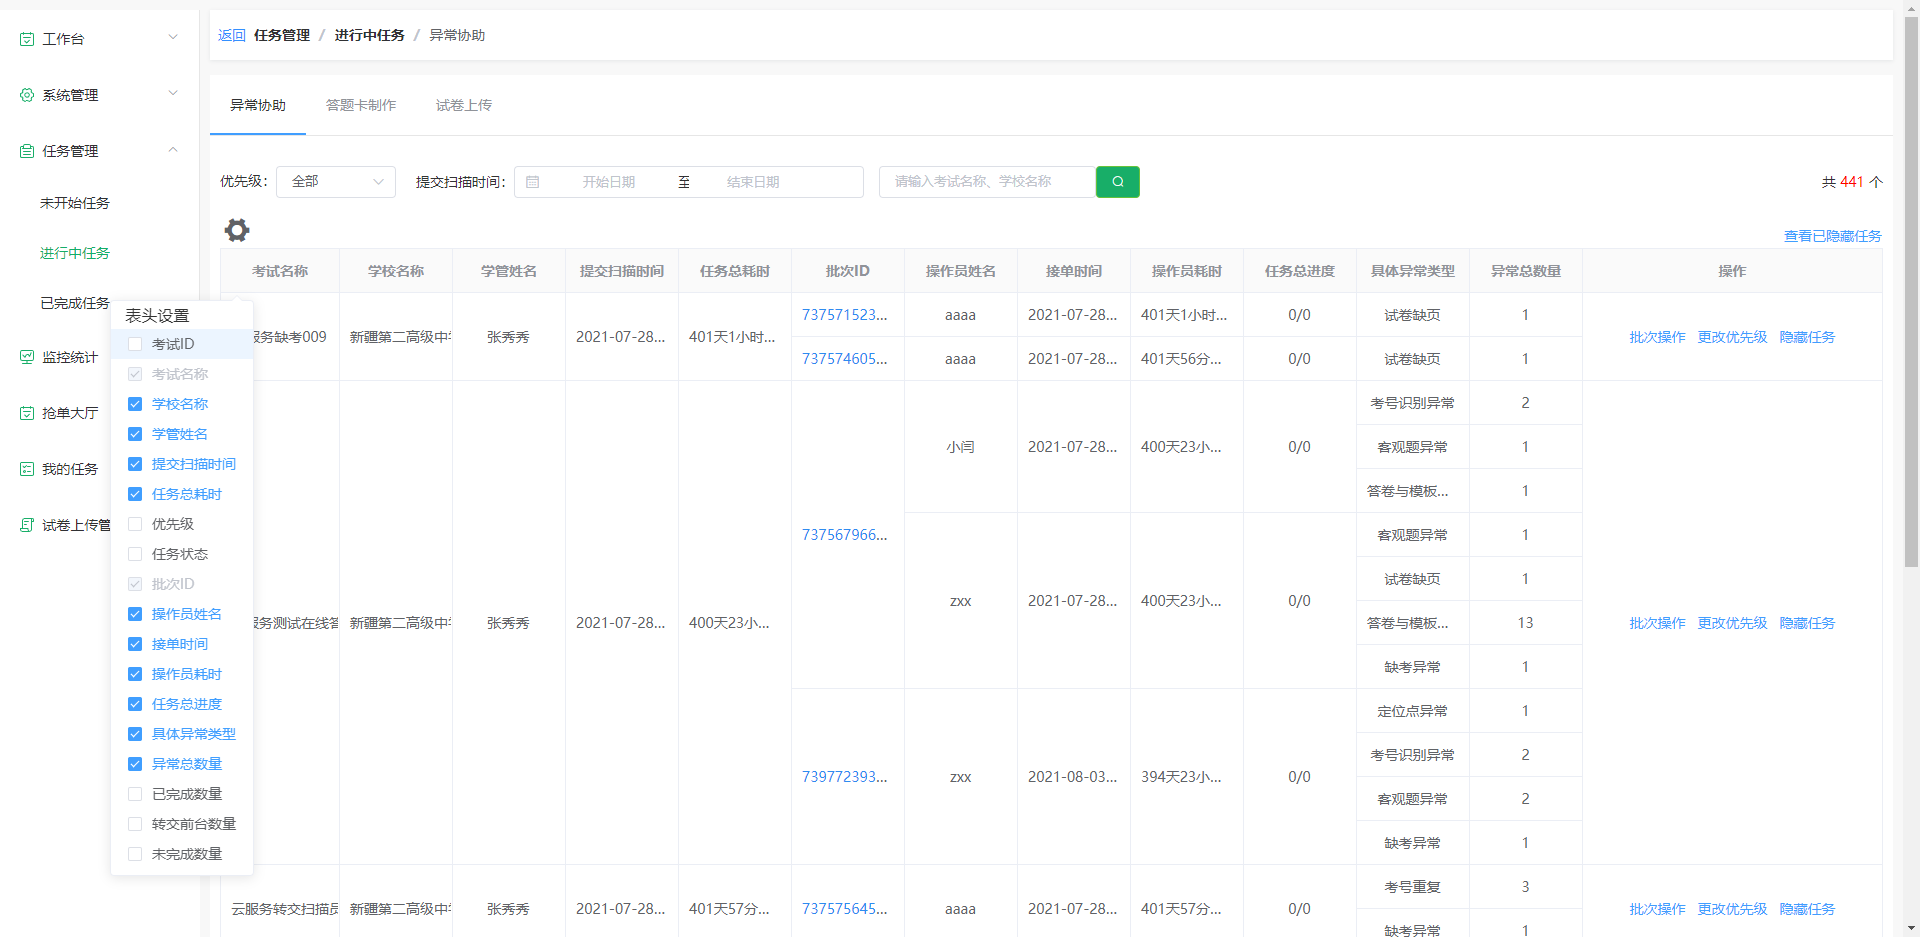 工作台
系统管理
任务管理
未开始任务
进行中任务
已完成任务
监控统计
抢单大厅
我的任务
试卷上传管
返回 任务管理 / 进行中任务 / 异常协助
异常协助 答题卡制作 试卷上传
优先级: 全部 提交扫描时间: 开始日期 至 结束日期 请输入考试名称、学校名称 共 441 个
查看已隐藏任务
表头设置
考试ID
考试名称
学校名称
学管姓名
提交扫描时间
任务总耗时
优先级
任务状态
批次ID
操作员姓名
接单时间
操作员耗时
任务总进度
具体异常类型
异常总数量
已完成数量
转交前台数量
未完成数量
考试名称 学校名称 学管姓名 提交扫描时间 任务总耗时 批次ID 操作员姓名 接单时间 操作员耗时 任务总进度 具体异常类型 异常总数量 操作
服务缺考009 新疆第二高级中 张秀秀 2021-07-28... 401天1小时... 批次操作 更改优先级 隐藏任务
737571523... aaaa 2021-07-28... 401天1小时... 0/0 试卷缺页 1
737574605... aaaa 2021-07-28... 401天56分... 0/0 试卷缺页 1
服务测试在线答 新疆第二高级中 张秀秀 2021-07-28... 400天23小... 批次操作 更改优先级 隐藏任务
737567966...
小闫 2021-07-28... 400天23小... 0/0
考号识别异常 2
客观题异常 1
答卷与模板... 1
zxx 2021-07-28... 400天23小... 0/0
客观题异常 1
试卷缺页 1
答卷与模板... 13
缺考异常 1
739772393... zxx 2021-08-03... 394天23小... 0/0
定位点异常 1
考号识别异常 2
客观题异常 2
缺考异常 1
云服务转交扫描员 新疆第二高级中 张秀秀 2021-07-28... 401天57分... 737575645... aaaa 2021-07-28... 401天57分... 0/0 批次操作 更改优先级 隐藏任务
考号重复 3
缺考异常 1